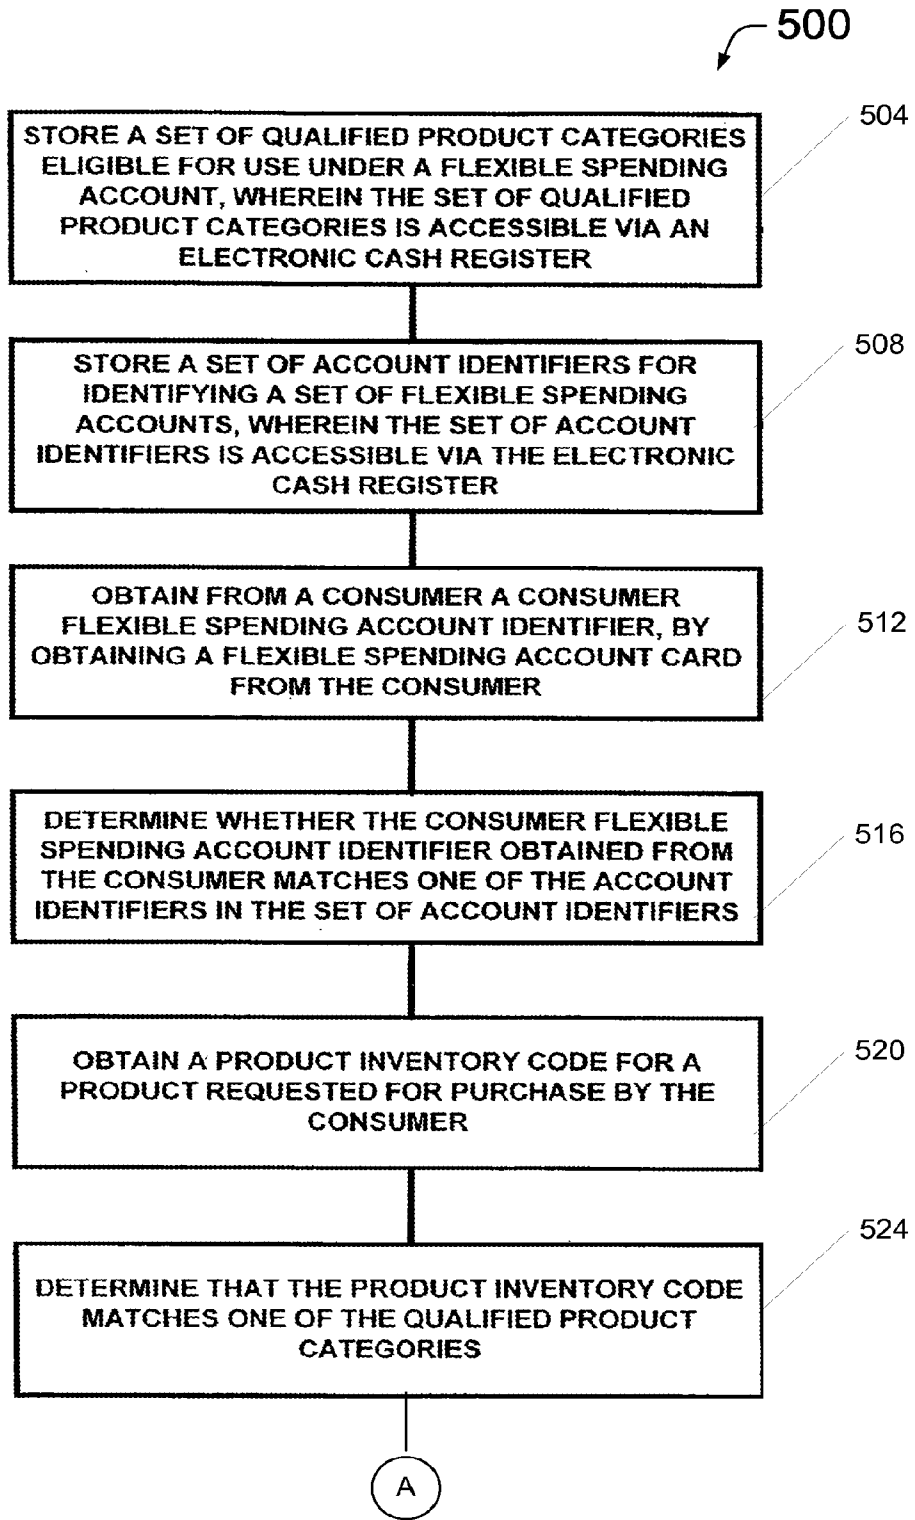 500
504
STORE A SET OF QUALIFIED PRODUCT CATEGORIES
ELIGIBLE FOR USE UNDER A FLEXIBLE SPENDING
ACCOUNT, WHEREIN THE SET OF QUALIFIED
PRODUCT CATEGORIES IS ACCESSIBLE VIA AN
ELECTRONIC CASH REGISTER
508
STORE A SET OF ACCOUNT IDENTIFIERS FOR
IDENTIFYING A SET OF FLEXIBLE SPENDING
ACCOUNTS, WHEREIN THE SET OF ACCOUNT
IDENTIFIERS IS ACCESSIBLE VIA THE ELECTRONIC
CASH REGISTER
512
OBTAIN FROM A CONSUMER A CONSUMER
FLEXIBLE SPENDING ACCOUNT IDENTIFIER, BY
OBTAINING A FLEXIBLE SPENDING ACCOUNT CARD
FROM THE CONSUMER
516
DETERMINE WHETHER THE CONSUMER FLEXIBLE
SPENDING ACCOUNT IDENTIFIER OBTAINED FROM
THE CONSUMER MATCHES ONE OF THE ACCOUNT
IDENTIFIERS IN THE SET OF ACCOUNT IDENTIFIERS
520
OBTAIN A PRODUCT INVENTORY CODE FOR A
PRODUCT REQUESTED FOR PURCHASE BY THE
CONSUMER
524
DETERMINE THAT THE PRODUCT INVENTORY CODE
MATCHES ONE OF THE QUALIFIED PRODUCT
CATEGORIES
A